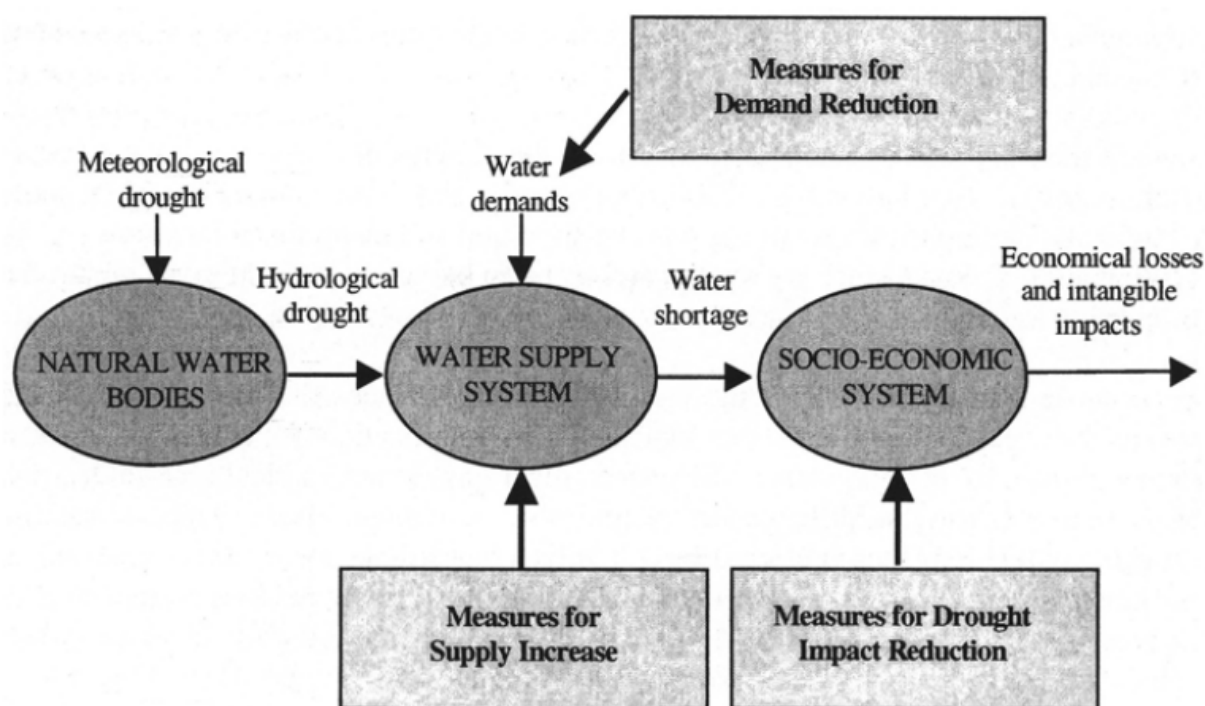 Measures for
Demand Reduction
Meteorological
drought
Water
demands
Hydrological
drought
Water
shortage
Economical losses
and intangible
impacts
NATURAL WATER
BODIES
WATER SUPPLY
SYSTEM
SOCIO-ECONOMIC
SYSTEM
Measures for
Supply Increase
Measures for Drought
Impact Reduction